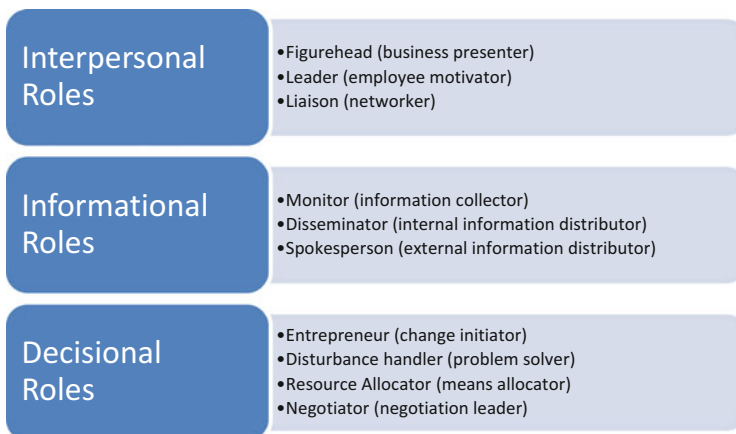 Interpersonal
Roles
•Figurehead (business presenter)
•Leader (employee motivator)
•Liaison (networker)
Informational
Roles
•Monitor (information collector)
•Disseminator (internal information distributor)
•Spokesperson (external information distributor)
Decisional
Roles
•Entrepreneur (change initiator)
•Disturbance handler (problem solver)
•Resource Allocator (means allocator)
•Negotiator (negotiation leader)